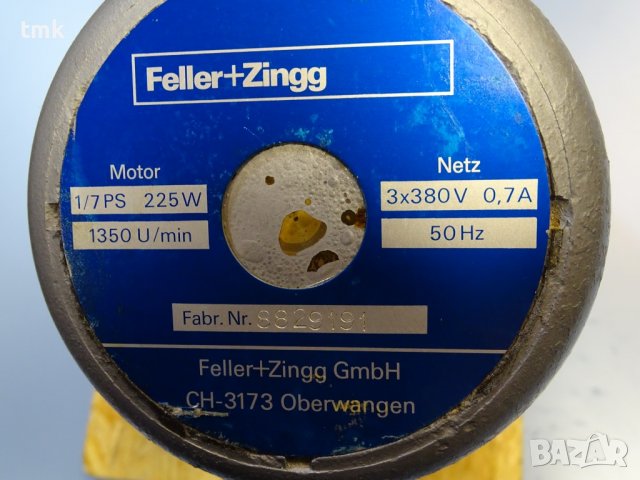 tmk
Feller+Zingg
Motor
1/7PS 225W
1350 U/min
Netz
3x380V 0,7A
50Hz
Fabr. Nr. 8829191
Feller+Zingg GmbH
CH-3173 Oberwangen
BAZAR